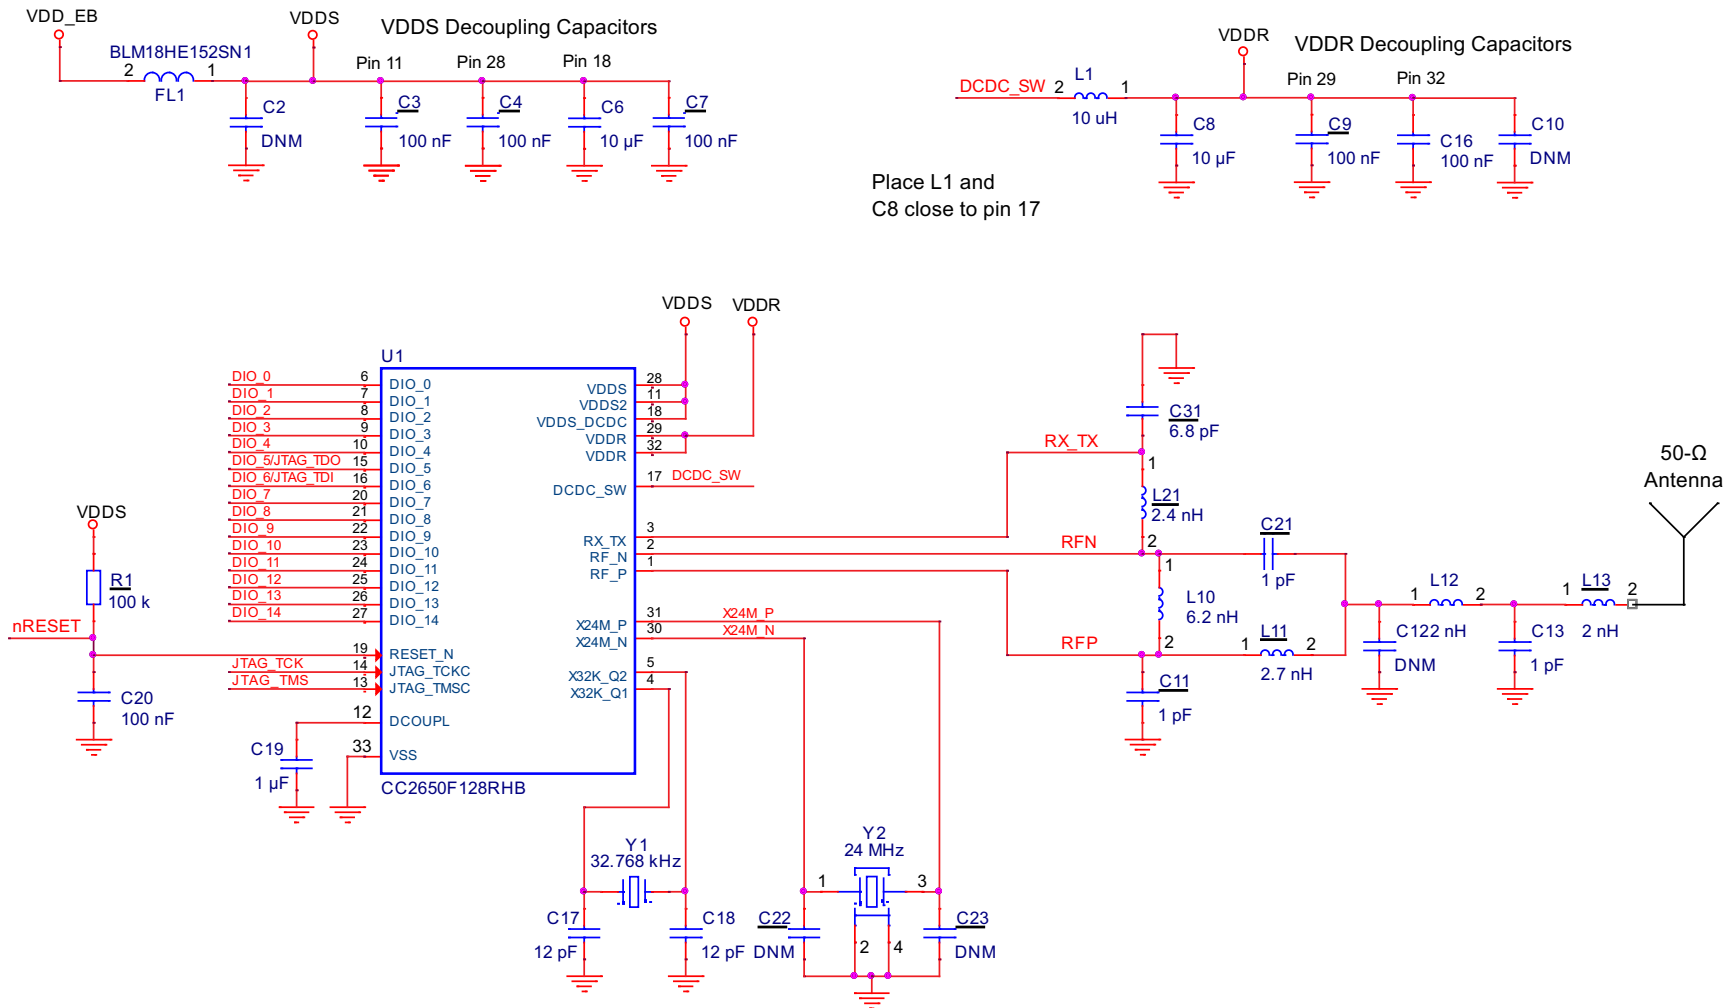 VDD_EB
VDDS
VDDS Decoupling Capacitors
BLM18HE152SN1
2
1
FL1
Pin 11
Pin 28
Pin 18
C2
DNM
C3
100 nF
C4
100 nF
C6
10 µF
C7
100 nF
VDDR
VDDR Decoupling Capacitors
DCDC_SW
2
L1
1
10 uH
Pin 29
Pin 32
C8
10 µF
C9
100 nF
C16
100 nF
C10
DNM
Place L1 and
C8 close to pin 17
VDDS
VDDR
U1
DIO_0 6 DIO_0
DIO_1 7 DIO_1
DIO_2 8 DIO_2
DIO_3 9 DIO_3
DIO_4 10 DIO_4
DIO_5/JTAG_TDO 15 DIO_5
DIO_6/JTAG_TDI 16 DIO_6
DIO_7 20 DIO_7
DIO_8 21 DIO_8
DIO_9 22 DIO_9
DIO_10 23 DIO_10
DIO_11 24 DIO_11
DIO_12 25 DIO_12
DIO_13 26 DIO_13
DIO_14 27 DIO_14
19 RESET_N
JTAG_TCK 14 JTAG_TCKC
JTAG_TMS 13 JTAG_TMSC
12 DCOUPL
33 VSS
VDDS 28
VDDS2 11
VDDS_DCDC 18
VDDR 29
VDDR 32
DCDC_SW 17 DCDC_SW
RX_TX 3
RF_N 2
RF_P 1
X24M_P 31 X24M_P
X24M_N 30 X24M_N
X32K_Q2 5
X32K_Q1 4
CC2650F128RHB
VDDS
R1
100 k
nRESET
C20
100 nF
C19
1 µF
Y1
32.768 kHz
C17
12 pF
C18
12 pF
Y2
24 MHz
1
3
C22
DNM
2
4
C23
DNM
C31
6.8 pF
RX_TX
1
L21
2.4 nH
2
RFN
C21
1 pF
1
L10
6.2 nH
2
RFP
1
L11
2
2.7 nH
C11
1 pF
1
L12
2
C122 nH
DNM
C13
1 pF
1
L13
2
2 nH
50-Ω
Antenna